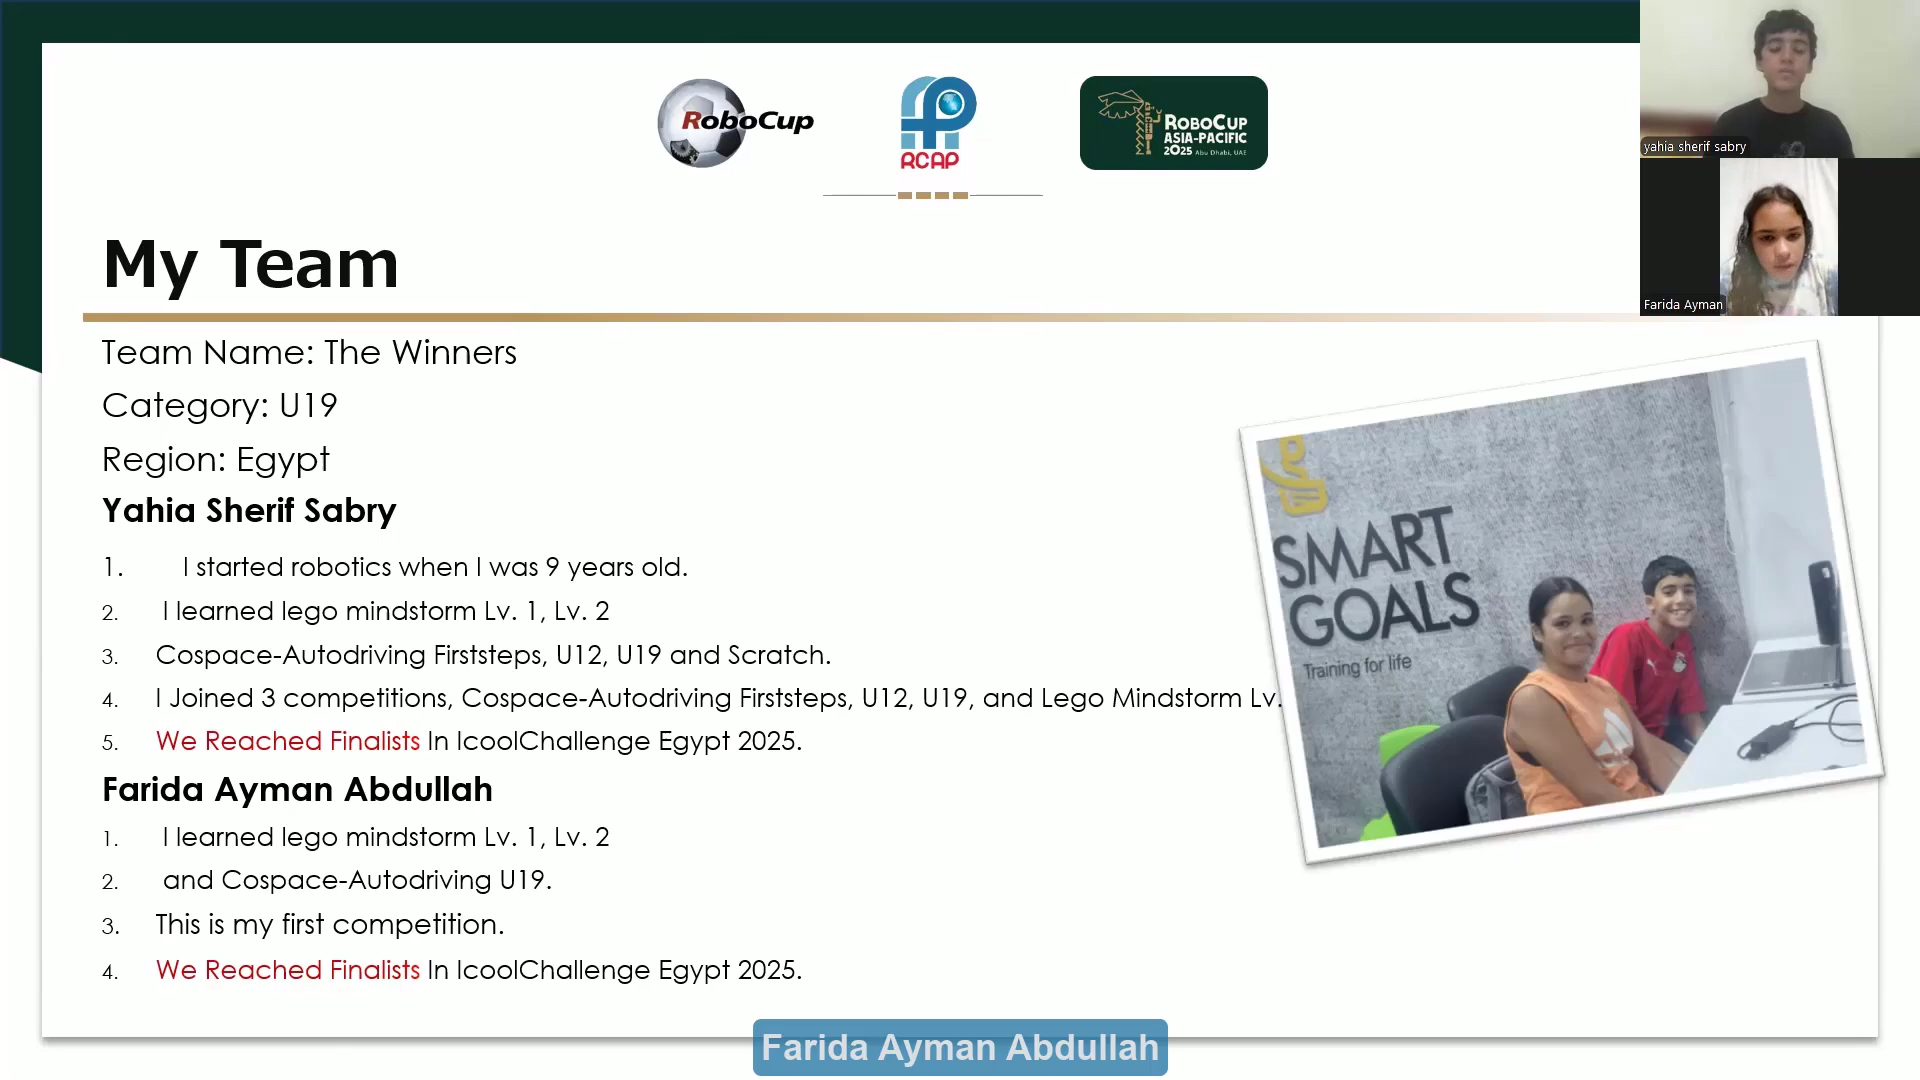 RoboCup
RCAP
RoboCup
Asia-Pacific
2025 Abu Dhabi, UAE
yahia sherif sabry
Farida Ayman
My Team
Team Name: The Winners
Category: U19
Region: Egypt
Yahia Sherif Sabry
1. I started robotics when I was 9 years old.
2. I learned lego mindstorm Lv. 1, Lv. 2
3. Cospace-Autodriving Firststeps, U12, U19 and Scratch.
4. I Joined 3 competitions, Cospace-Autodriving Firststeps, U12, U19, and Lego Mindstorm Lv.
5. We Reached Finalists In IcoolChallenge Egypt 2025.
Farida Ayman Abdullah
1. I learned lego mindstorm Lv. 1, Lv. 2
2. and Cospace-Autodriving U19.
3. This is my first competition.
4. We Reached Finalists In IcoolChallenge Egypt 2025.
SMART
GOALS
Training for life
Farida Ayman Abdullah